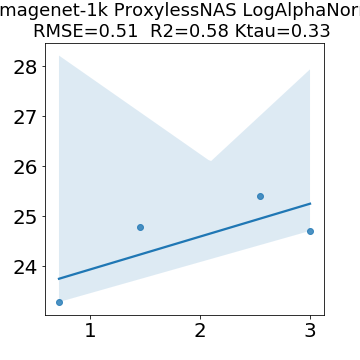 magenet-1k ProxylessNAS LogAlphaNor
RMSE=0.51 R2=0.58 Ktau=0.33
28
27
26
25
24
1 2 3